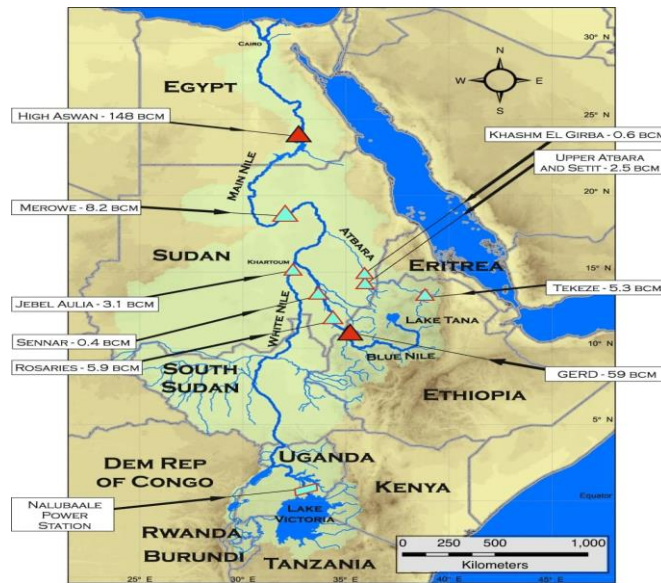 30° N
CAIRO
N
W
E
S
EGYPT
HIGH ASWAN - 148 BCM
25° N
KHASHM EL GIRBA - 0.6 BCM
UPPER ATBARA
AND SETIT - 2.5 BCM
MAIN NILE
20° N
MEROWE - 8.2 BCM
ATBARA
SUDAN
KHARTOUM
15° N
ERITREA
JEBEL AULIA - 3.1 BCM
TEKEZE - 5.3 BCM
WHITE NILE
LAKE TANA
SENNAR - 0.4 BCM
10° N
BLUE NILE
ROSARIES - 5.9 BCM
SOUTH
SUDAN
GERD - 59 BCM
ETHIOPIA
5° N
UGANDA
DEM REP
OF CONGO
KENYA
NALUBAALE
POWER
STATION
Equator
LAKE
VICTORIA
RWANDA
BURUNDI
TANZANIA
0 250 500 1,000
Kilometers
25° E
30° E
35° E
40° E
45° E